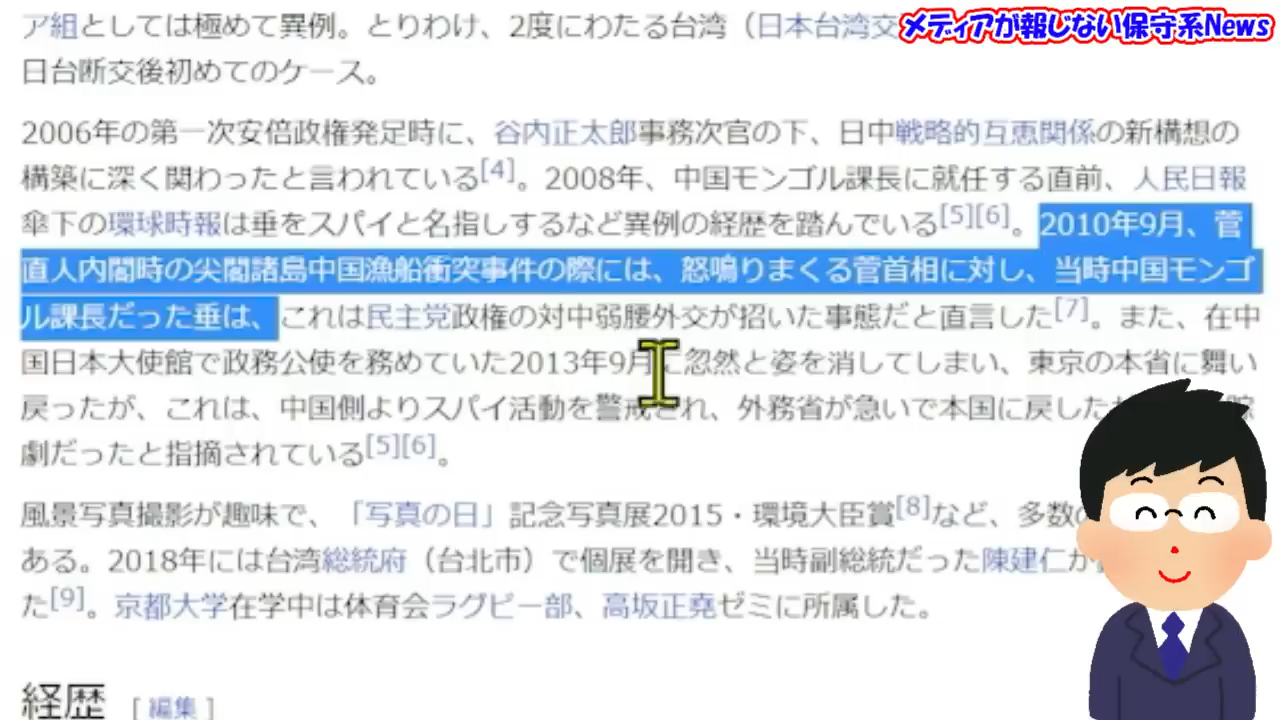 ア組としては極めて異例。とりわけ、2度にわたる台湾（日本台湾交
メディアが報じない保守系News
日台断交後初めてのケース。
2006年の第一次安倍政権発足時に、谷内正太郎事務次官の下、日中戦略的互恵関係の新構想の
構築に深く関わったと言われている[4]。2008年、中国モンゴル課長に就任する直前、人民日報
傘下の環球時報は垂をスパイと名指しするなど異例の経歴を踏んでいる[5][6]。2010年9月、菅
直人内閣時の尖閣諸島中国漁船衝突事件の際には、怒鳴りまくる菅首相に対し、当時中国モンゴ
ル課長だった垂は、これは民主党政権の対中弱腰外交が招いた事態だと直言した[7]。また、在中
国日本大使館で政務公使を務めていた2013年9月に忽然と姿を消してしまい、東京の本省に舞い
戻ったが、これは、中国側よりスパイ活動を警戒され、外務省が急いで本国に戻した
劇だったと指摘されている[5][6]。
風景写真撮影が趣味で、「写真の日」記念写真展2015・環境大臣賞[8]など、多数
ある。2018年には台湾総統府（台北市）で個展を開き、当時副総統だった陳建仁が
た[9]。京都大学在学中は体育会ラグビー部、高坂正堯ゼミに所属した。
経歴 [編集]